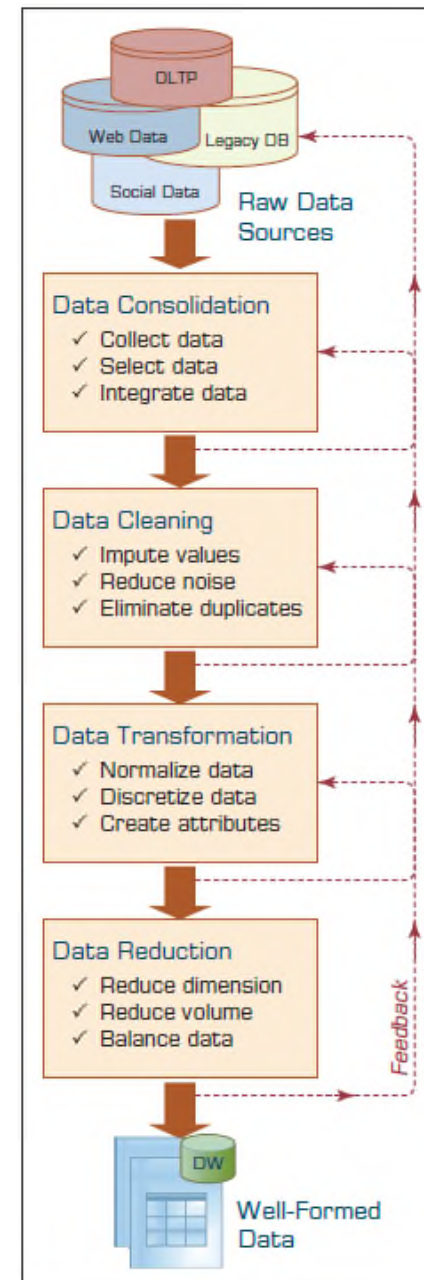 OLTP
Web Data
Legacy DB
Social Data
Raw Data
Sources
Data Consolidation
✓ Collect data
✓ Select data
✓ Integrate data
Data Cleaning
✓ Impute values
✓ Reduce noise
✓ Eliminate duplicates
Data Transformation
✓ Normalize data
✓ Discretize data
✓ Create attributes
Data Reduction
✓ Reduce dimension
✓ Reduce volume
✓ Balance data
Feedback
DW
Well-Formed
Data